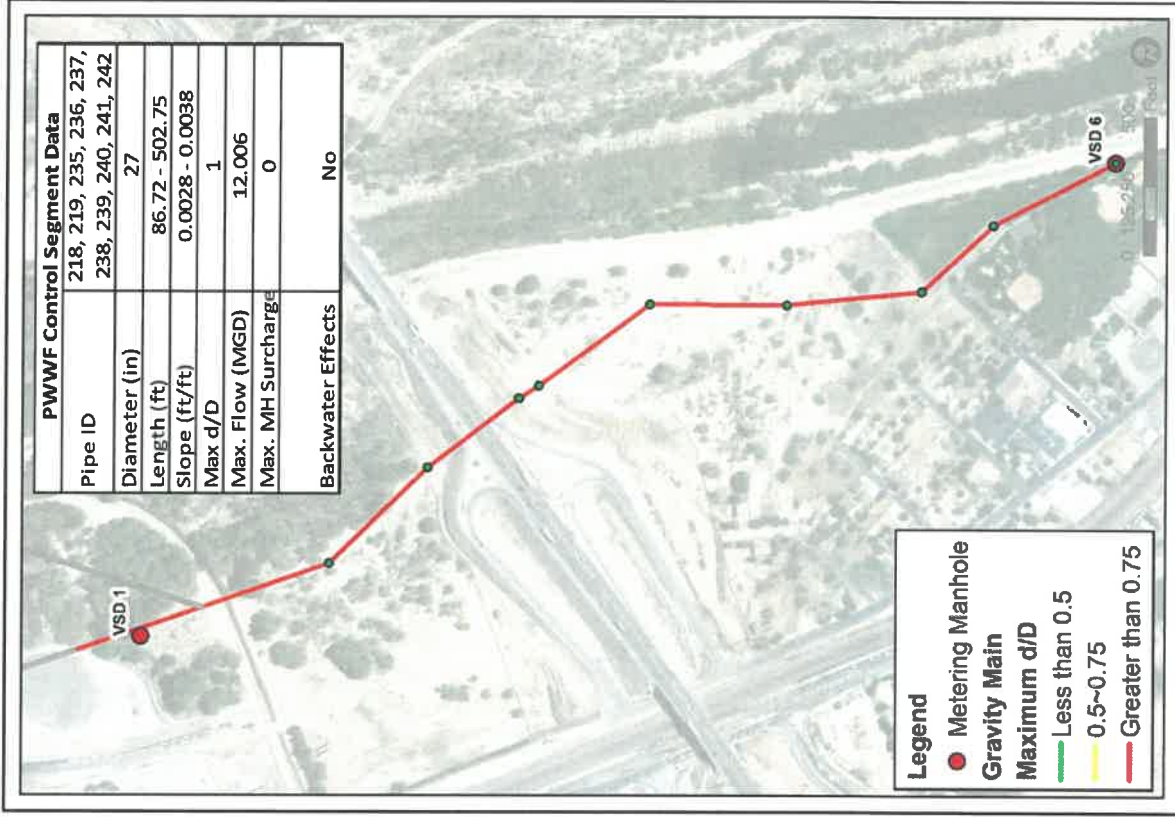 PWWF Control Segment Data
Pipe ID 218, 219, 235, 236, 237,
238, 239, 240, 241, 242
Diameter (in) 27
Length (ft) 86.72 - 502.75
Slope (ft/ft) 0.0028 - 0.0038
Max d/D 1
Max. Flow (MGD) 12.006
Max. MH Surcharge 0
Backwater Effects No
VSD 1
VSD 6
Feet
Legend
Metering Manhole
Gravity Main
Maximum d/D
Less than 0.5
0.5~0.75
Greater than 0.75